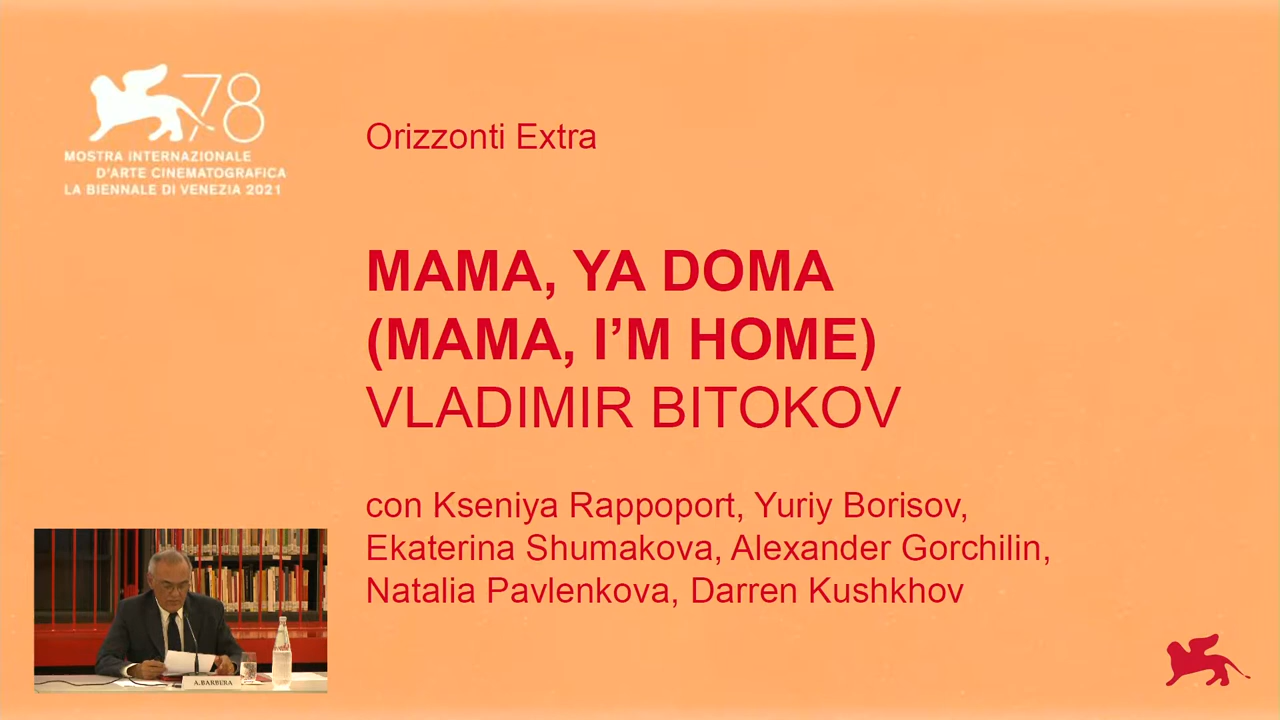 78
MOSTRA INTERNAZIONALE
D'ARTE CINEMATOGRAFICA
LA BIENNALE DI VENEZIA 2021
Orizzonti Extra
MAMA, YA DOMA
(MAMA, I’M HOME)
VLADIMIR BITOKOV
con Kseniya Rappoport, Yuriy Borisov,
Ekaterina Shumakova, Alexander Gorchilin,
Natalia Pavlenkova, Darren Kushkhov
A.BARBERA